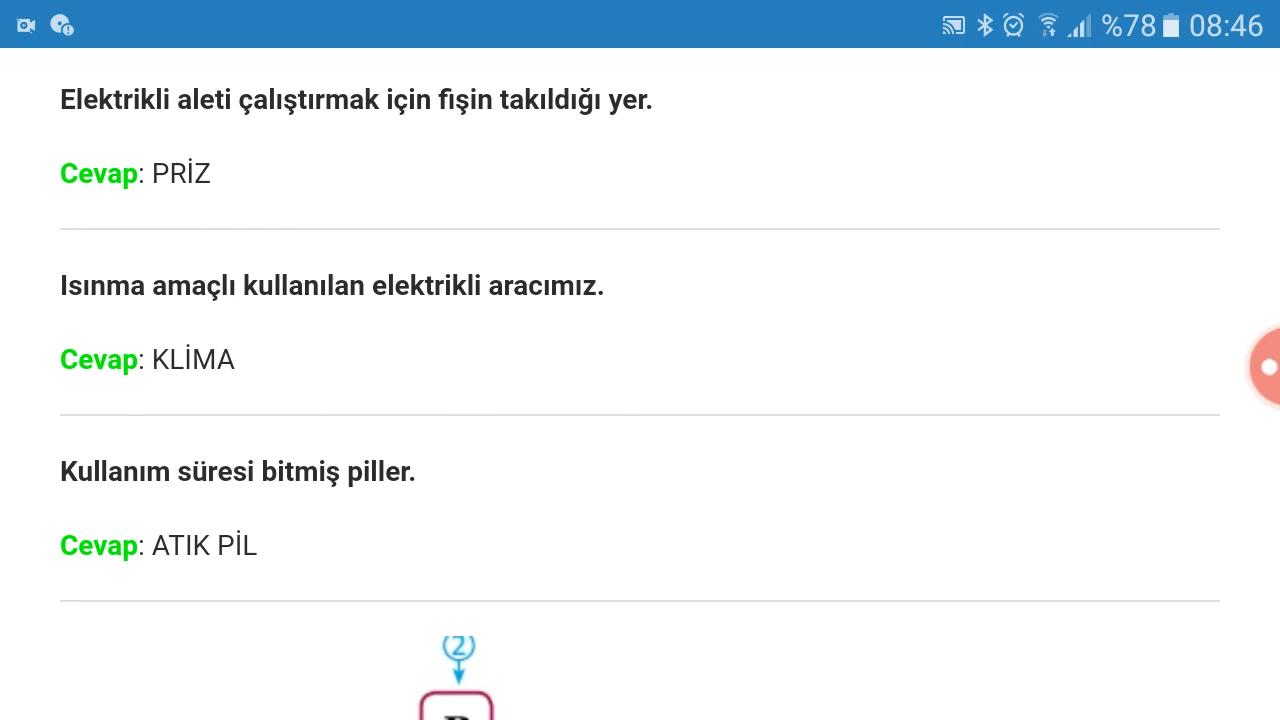 %78 08:46
Elektrikli aleti çalıştırmak için fişin takıldığı yer.
Cevap: PRİZ
Isınma amaçlı kullanılan elektrikli aracımız.
Cevap: KLİMA
Kullanım süresi bitmiş piller.
Cevap: ATIK PİL
2